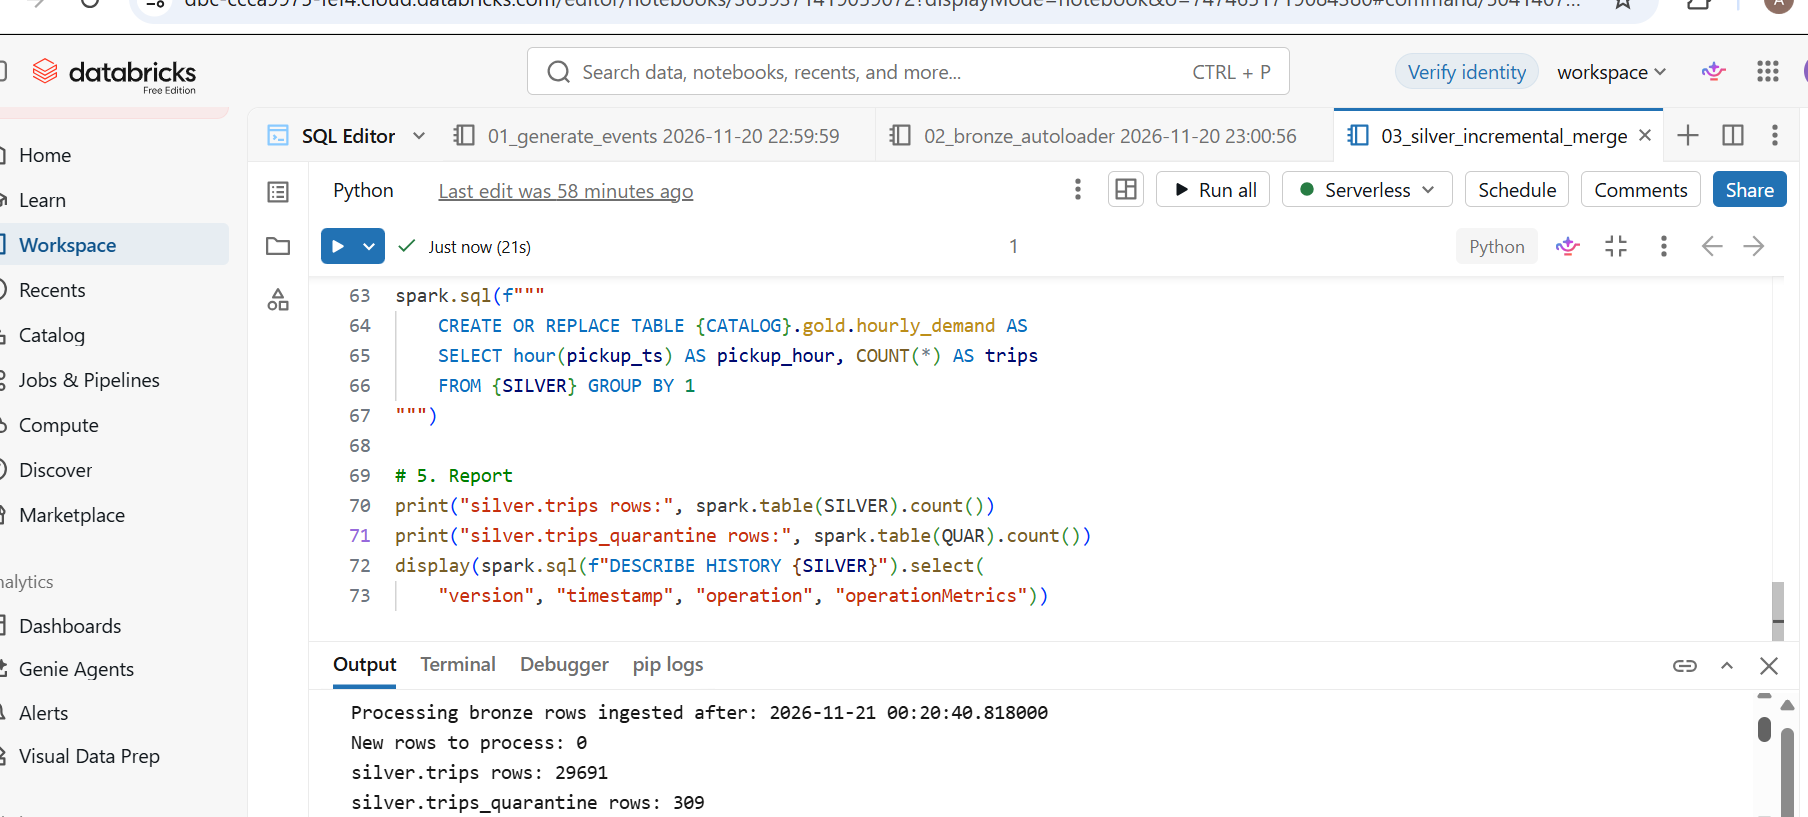 databricks
Free Edition
Search data, notebooks, recents, and more...
CTRL + P
Verify identity
workspace
A
Home
Learn
Workspace
Recents
Catalog
Jobs & Pipelines
Compute
Discover
Marketplace
Dashboards
Genie Agents
Alerts
Visual Data Prep
SQL Editor
01_generate_events 2026-11-20 22:59:59
02_bronze_autoloader 2026-11-20 23:00:56
03_silver_incremental_merge
Python
Last edit was 58 minutes ago
Run all
Serverless
Schedule
Comments
Share
Just now (21s)
1
Python
63 spark.sql(f"""
64 CREATE OR REPLACE TABLE {CATALOG}.gold.hourly_demand AS
65 SELECT hour(pickup_ts) AS pickup_hour, COUNT(*) AS trips
66 FROM {SILVER} GROUP BY 1
67 """)
68
69 # 5. Report
70 print("silver.trips rows:", spark.table(SILVER).count())
71 print("silver.trips_quarantine rows:", spark.table(QUAR).count())
72 display(spark.sql(f"DESCRIBE HISTORY {SILVER}").select(
73 "version", "timestamp", "operation", "operationMetrics"))
Output
Terminal
Debugger
pip logs
Processing bronze rows ingested after: 2026-11-21 00:20:40.818000
New rows to process: 0
silver.trips rows: 29691
silver.trips_quarantine rows: 309